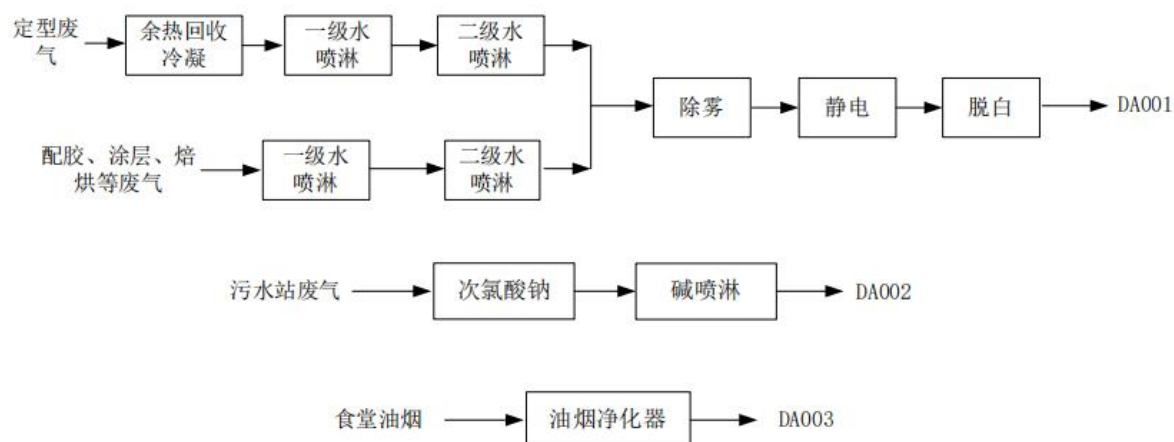 定型废
气
余热回收
冷凝
一级水
喷淋
二级水
喷淋
配胶、涂层、焙
烘等废气
一级水
喷淋
二级水
喷淋
除雾
静电
脱白
DA001
污水站废气
次氯酸钠
碱喷淋
DA002
食堂油烟
油烟净化器
DA003